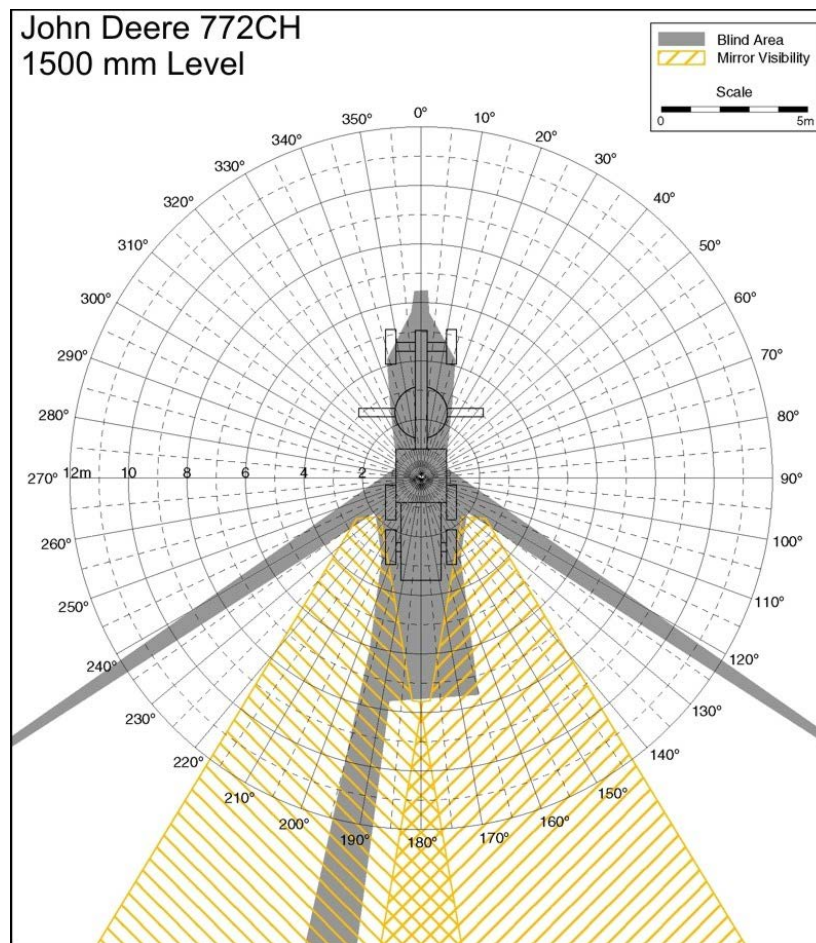 John Deere 772CH
1500 mm Level
Blind Area
Mirror Visibility
Scale
0 5m
0°
350° 10°
340° 20°
330° 30°
320° 40°
310° 50°
300° 60°
290° 70°
280° 80°
270° 12m 10 8 6 4 2 90°
260° 100°
250° 110°
240° 120°
230° 130°
220° 140°
210° 150°
200° 160°
190° 170°
180°